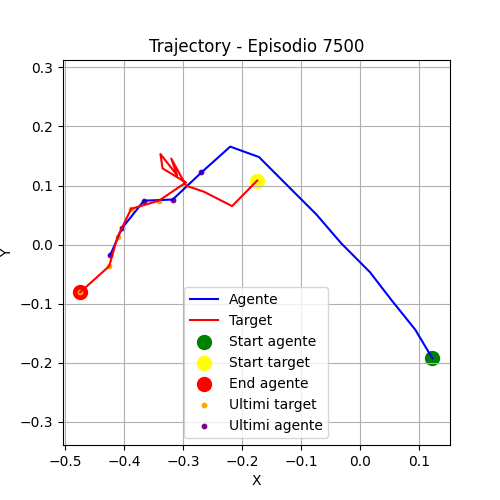 Trajectory - Episodio 7500
0.3
0.2
0.1
0.0
−0.1
−0.2
−0.3
Y
Agente
Target
Start agente
Start target
End agente
Ultimi target
Ultimi agente
−0.5
−0.4
−0.3
−0.2
−0.1
0.0
0.1
X